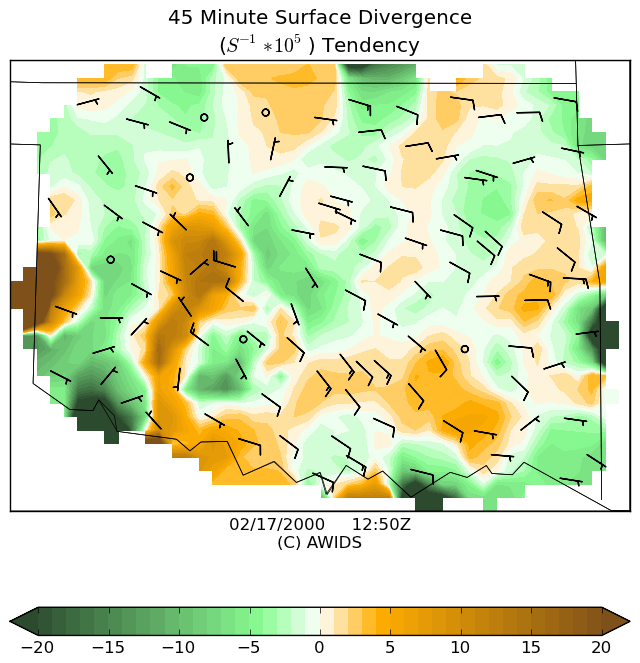 45 Minute Surface Divergence
(S⁻¹ *10⁵ ) Tendency
02/17/2000 12:50Z
(C) AWIDS
−20 −15 −10 −5 0 5 10 15 20